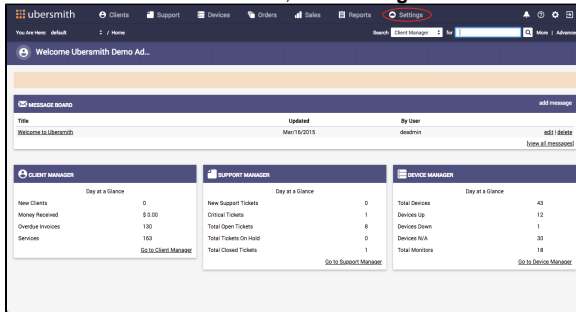 ubersmith Clients Support Devices Orders Sales Reports Settings
You Are Here: default / Home Search Client Manager for More | Advance
Welcome Ubersmith Demo Ad...
MESSAGE BOARD add message
Title Updated By User
Welcome to Ubersmith Mar/16/2015 deadmin edit | delete
[view all messages]
CLIENT MANAGER
Day at a Glance
New Clients 0
Money Received $ 0.00
Overdue Invoices 130
Services 163
Go to Client Manager
SUPPORT MANAGER
Day at a Glance
New Support Tickets 0
Critical Tickets 1
Total Open Tickets 8
Total Tickets On Hold 0
Total Closed Tickets 1
Go to Support Manager
DEVICE MANAGER
Day at a Glance
Total Devices 43
Devices Up 12
Devices Down 1
Devices N/A 30
Total Monitors 18
Go to Device Manager